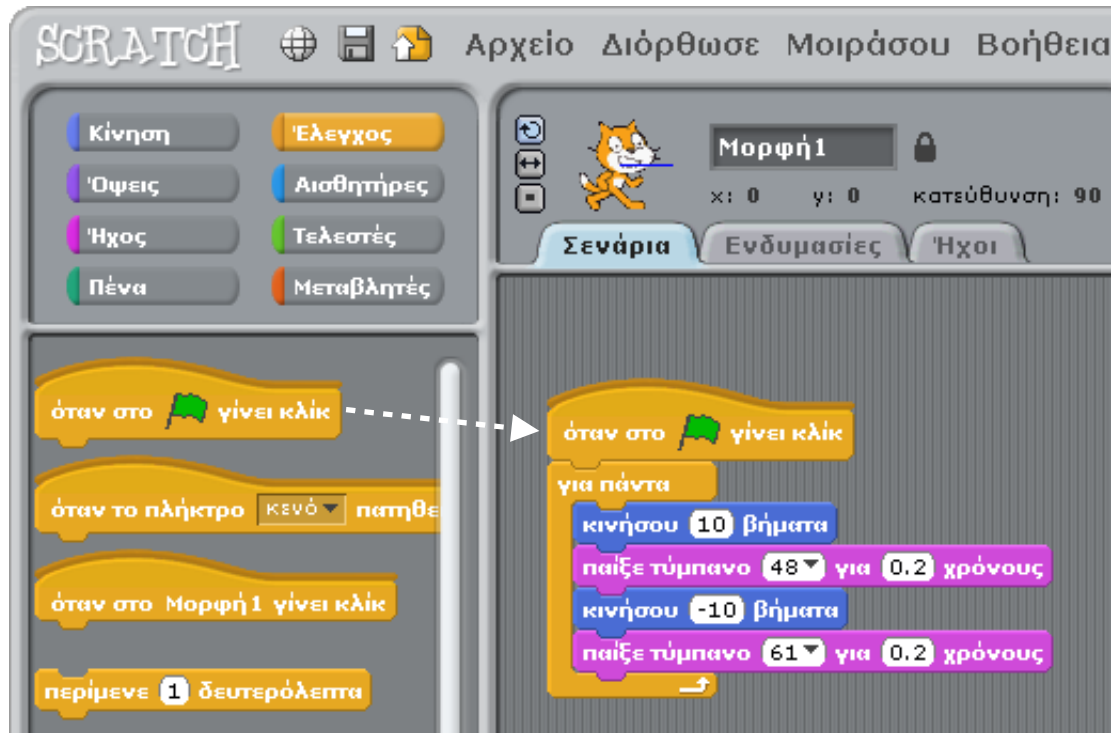 SCRATCH Αρχείο Διόρθωσε Μοιράσου Βοήθεια
Κίνηση Έλεγχος
Όψεις Αισθητήρες
Ήχος Τελεστές
Πένα Μεταβλητές
Μορφή1
x: 0 y: 0 κατεύθυνση: 90
Σενάρια Ενδυμασίες Ήχοι
όταν στο γίνει κλίκ
όταν το πλήκτρο κενό πατηθε
όταν στο Μορφή1 γίνει κλίκ
περίμενε 1 δευτερόλεπτα
όταν στο γίνει κλίκ
για πάντα
κινήσου 10 βήματα
παίξε τύμπανο 48 για 0.2 χρόνους
κινήσου -10 βήματα
παίξε τύμπανο 61 για 0.2 χρόνους